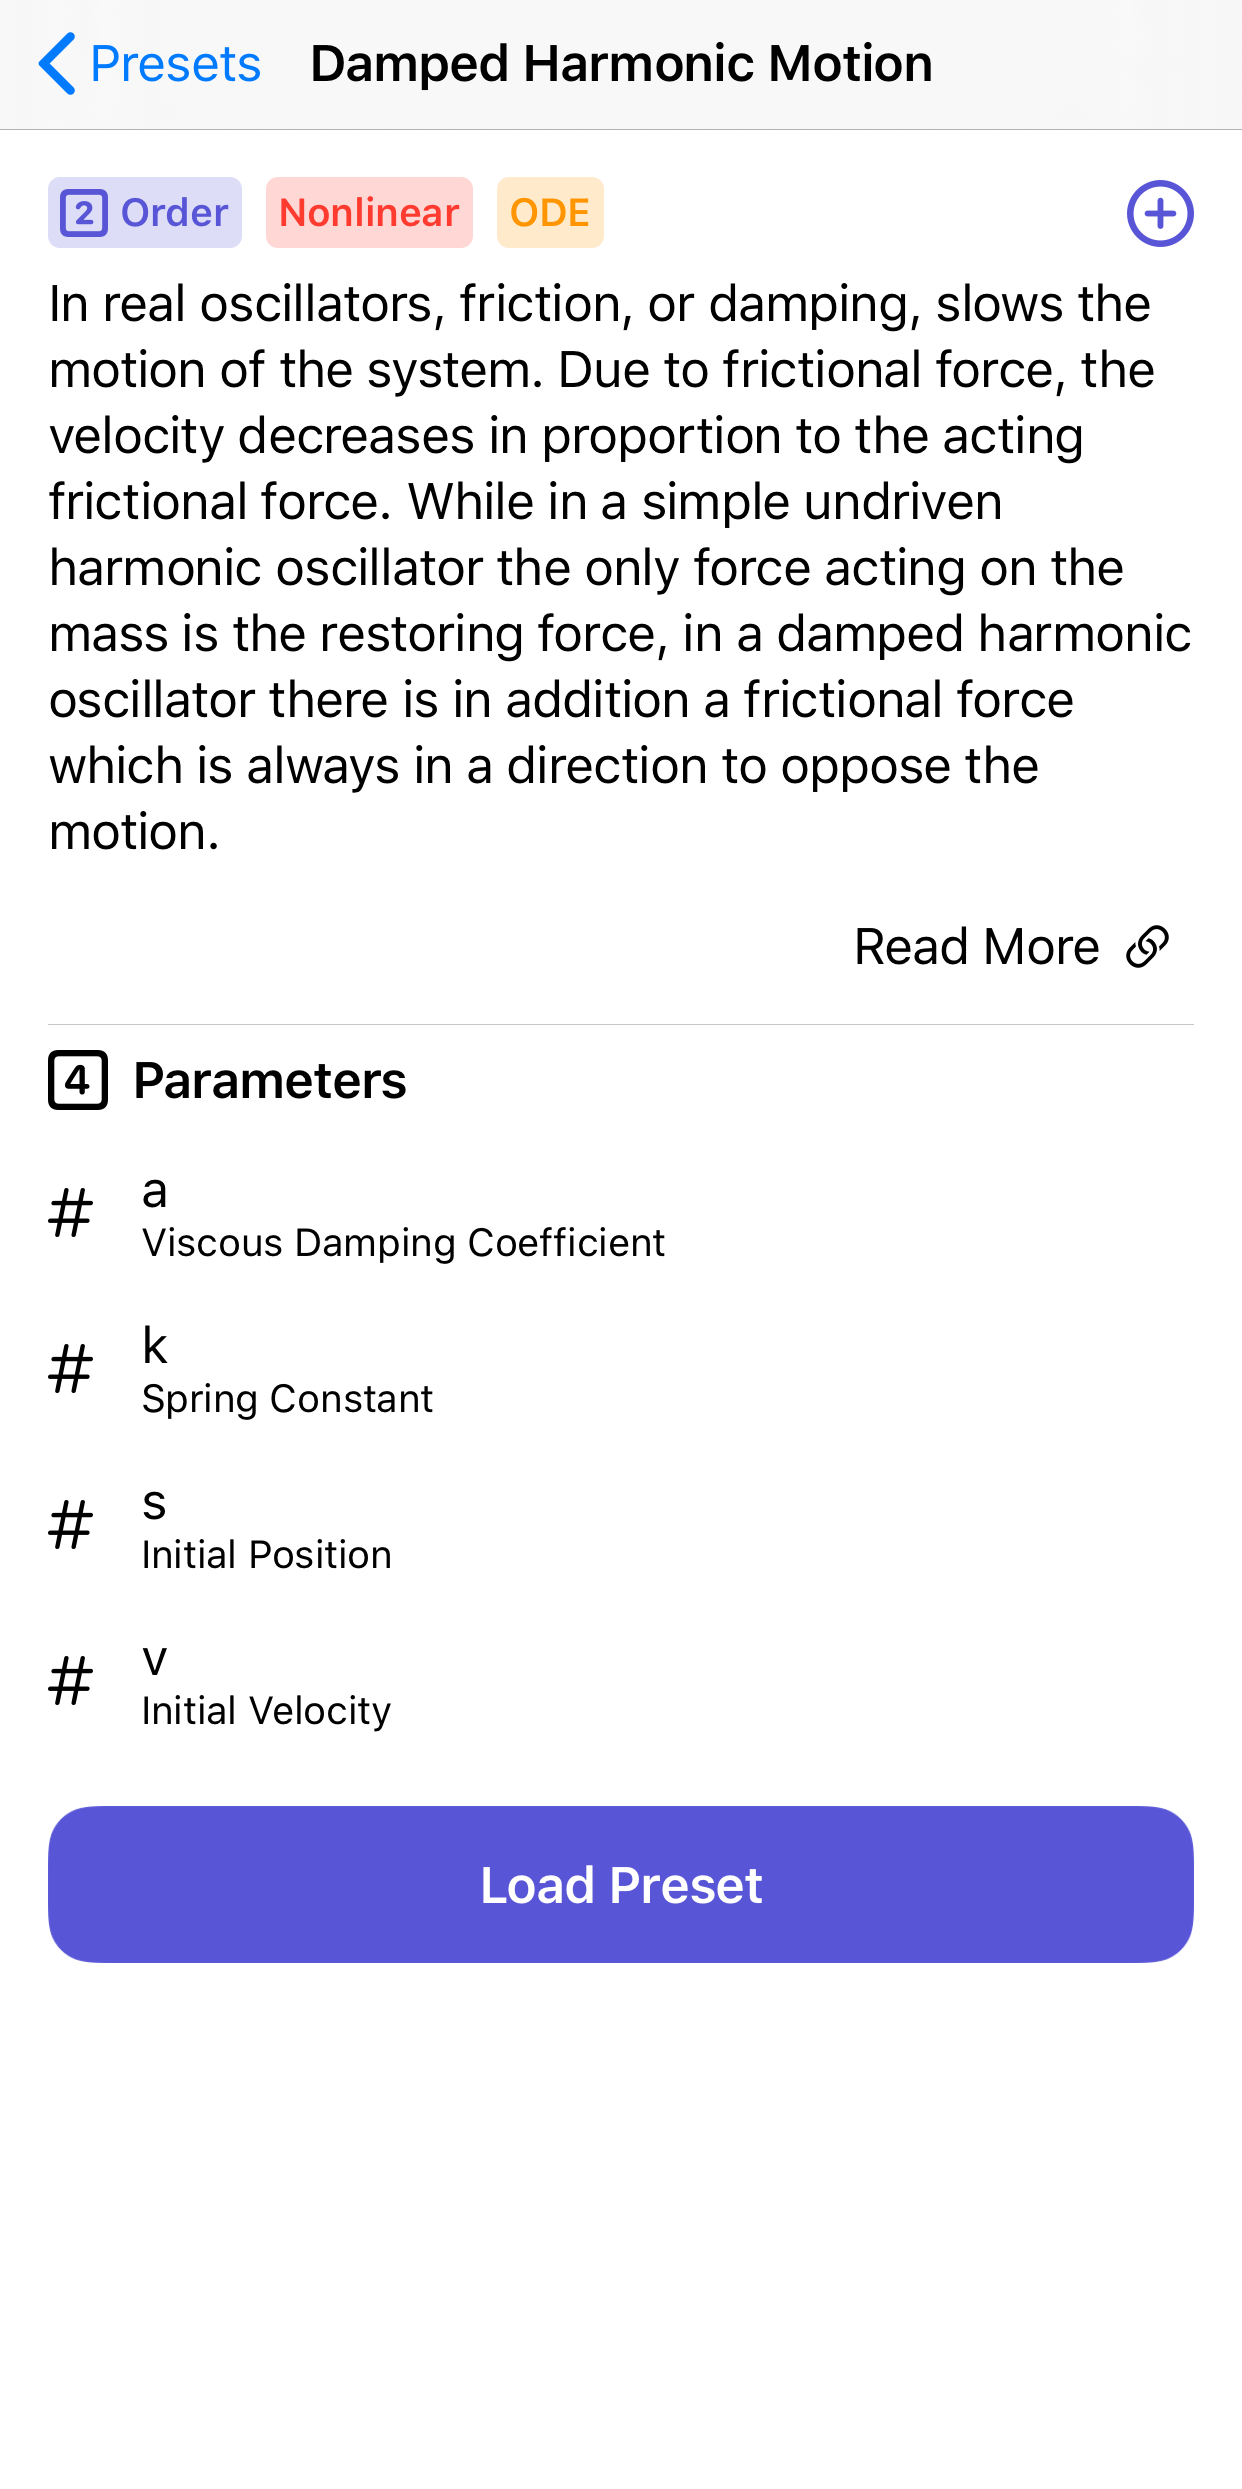 Presets Damped Harmonic Motion
2 Order Nonlinear ODE
In real oscillators, friction, or damping, slows the
motion of the system. Due to frictional force, the
velocity decreases in proportion to the acting
frictional force. While in a simple undriven
harmonic oscillator the only force acting on the
mass is the restoring force, in a damped harmonic
oscillator there is in addition a frictional force
which is always in a direction to oppose the
motion.
Read More
4 Parameters
# a
Viscous Damping Coefficient
# k
Spring Constant
# s
Initial Position
# v
Initial Velocity
Load Preset